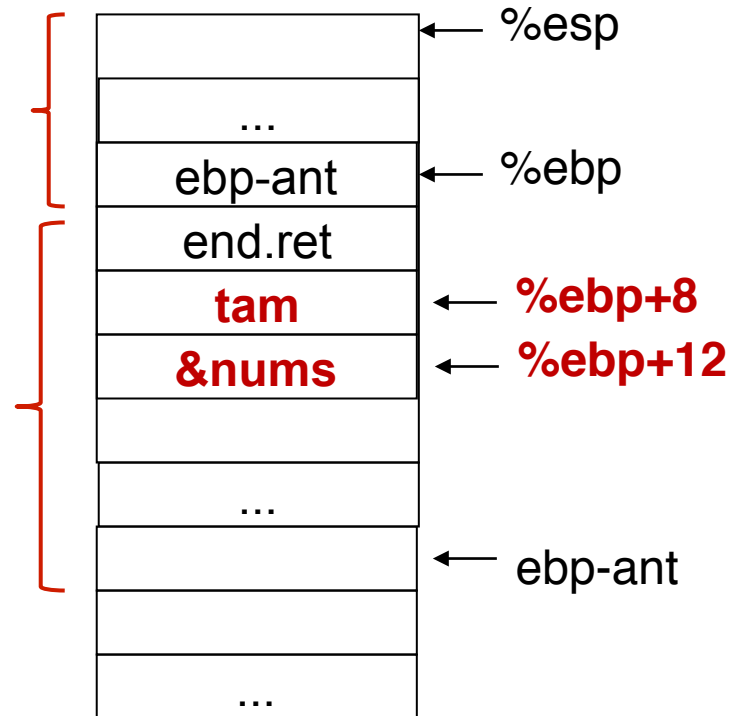 %esp
...
ebp-ant
%ebp
end.ret
tam
%ebp+8
&nums
%ebp+12
...
ebp-ant
...